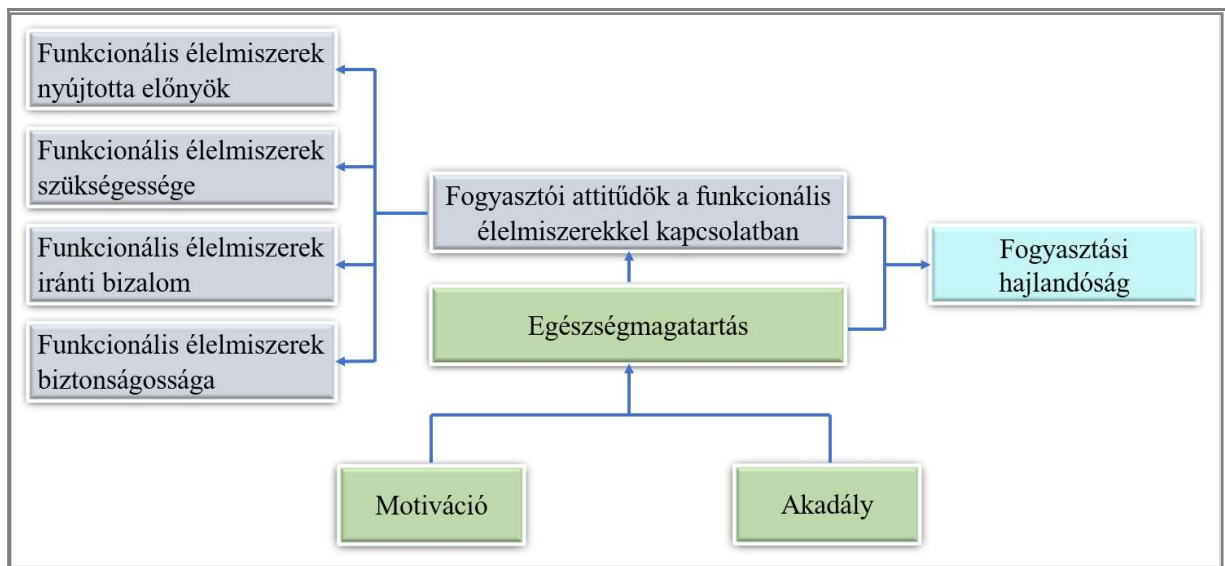 Funkcionális élelmiszerek
nyújtotta előnyök
Funkcionális élelmiszerek
szükségessége
Funkcionális élelmiszerek
iránti bizalom
Funkcionális élelmiszerek
biztonságossága
Fogyasztói attitűdök a funkcionális
élelmiszerekkel kapcsolatban
Egészségmagatartás
Fogyasztási
hajlandóság
Motiváció
Akadály